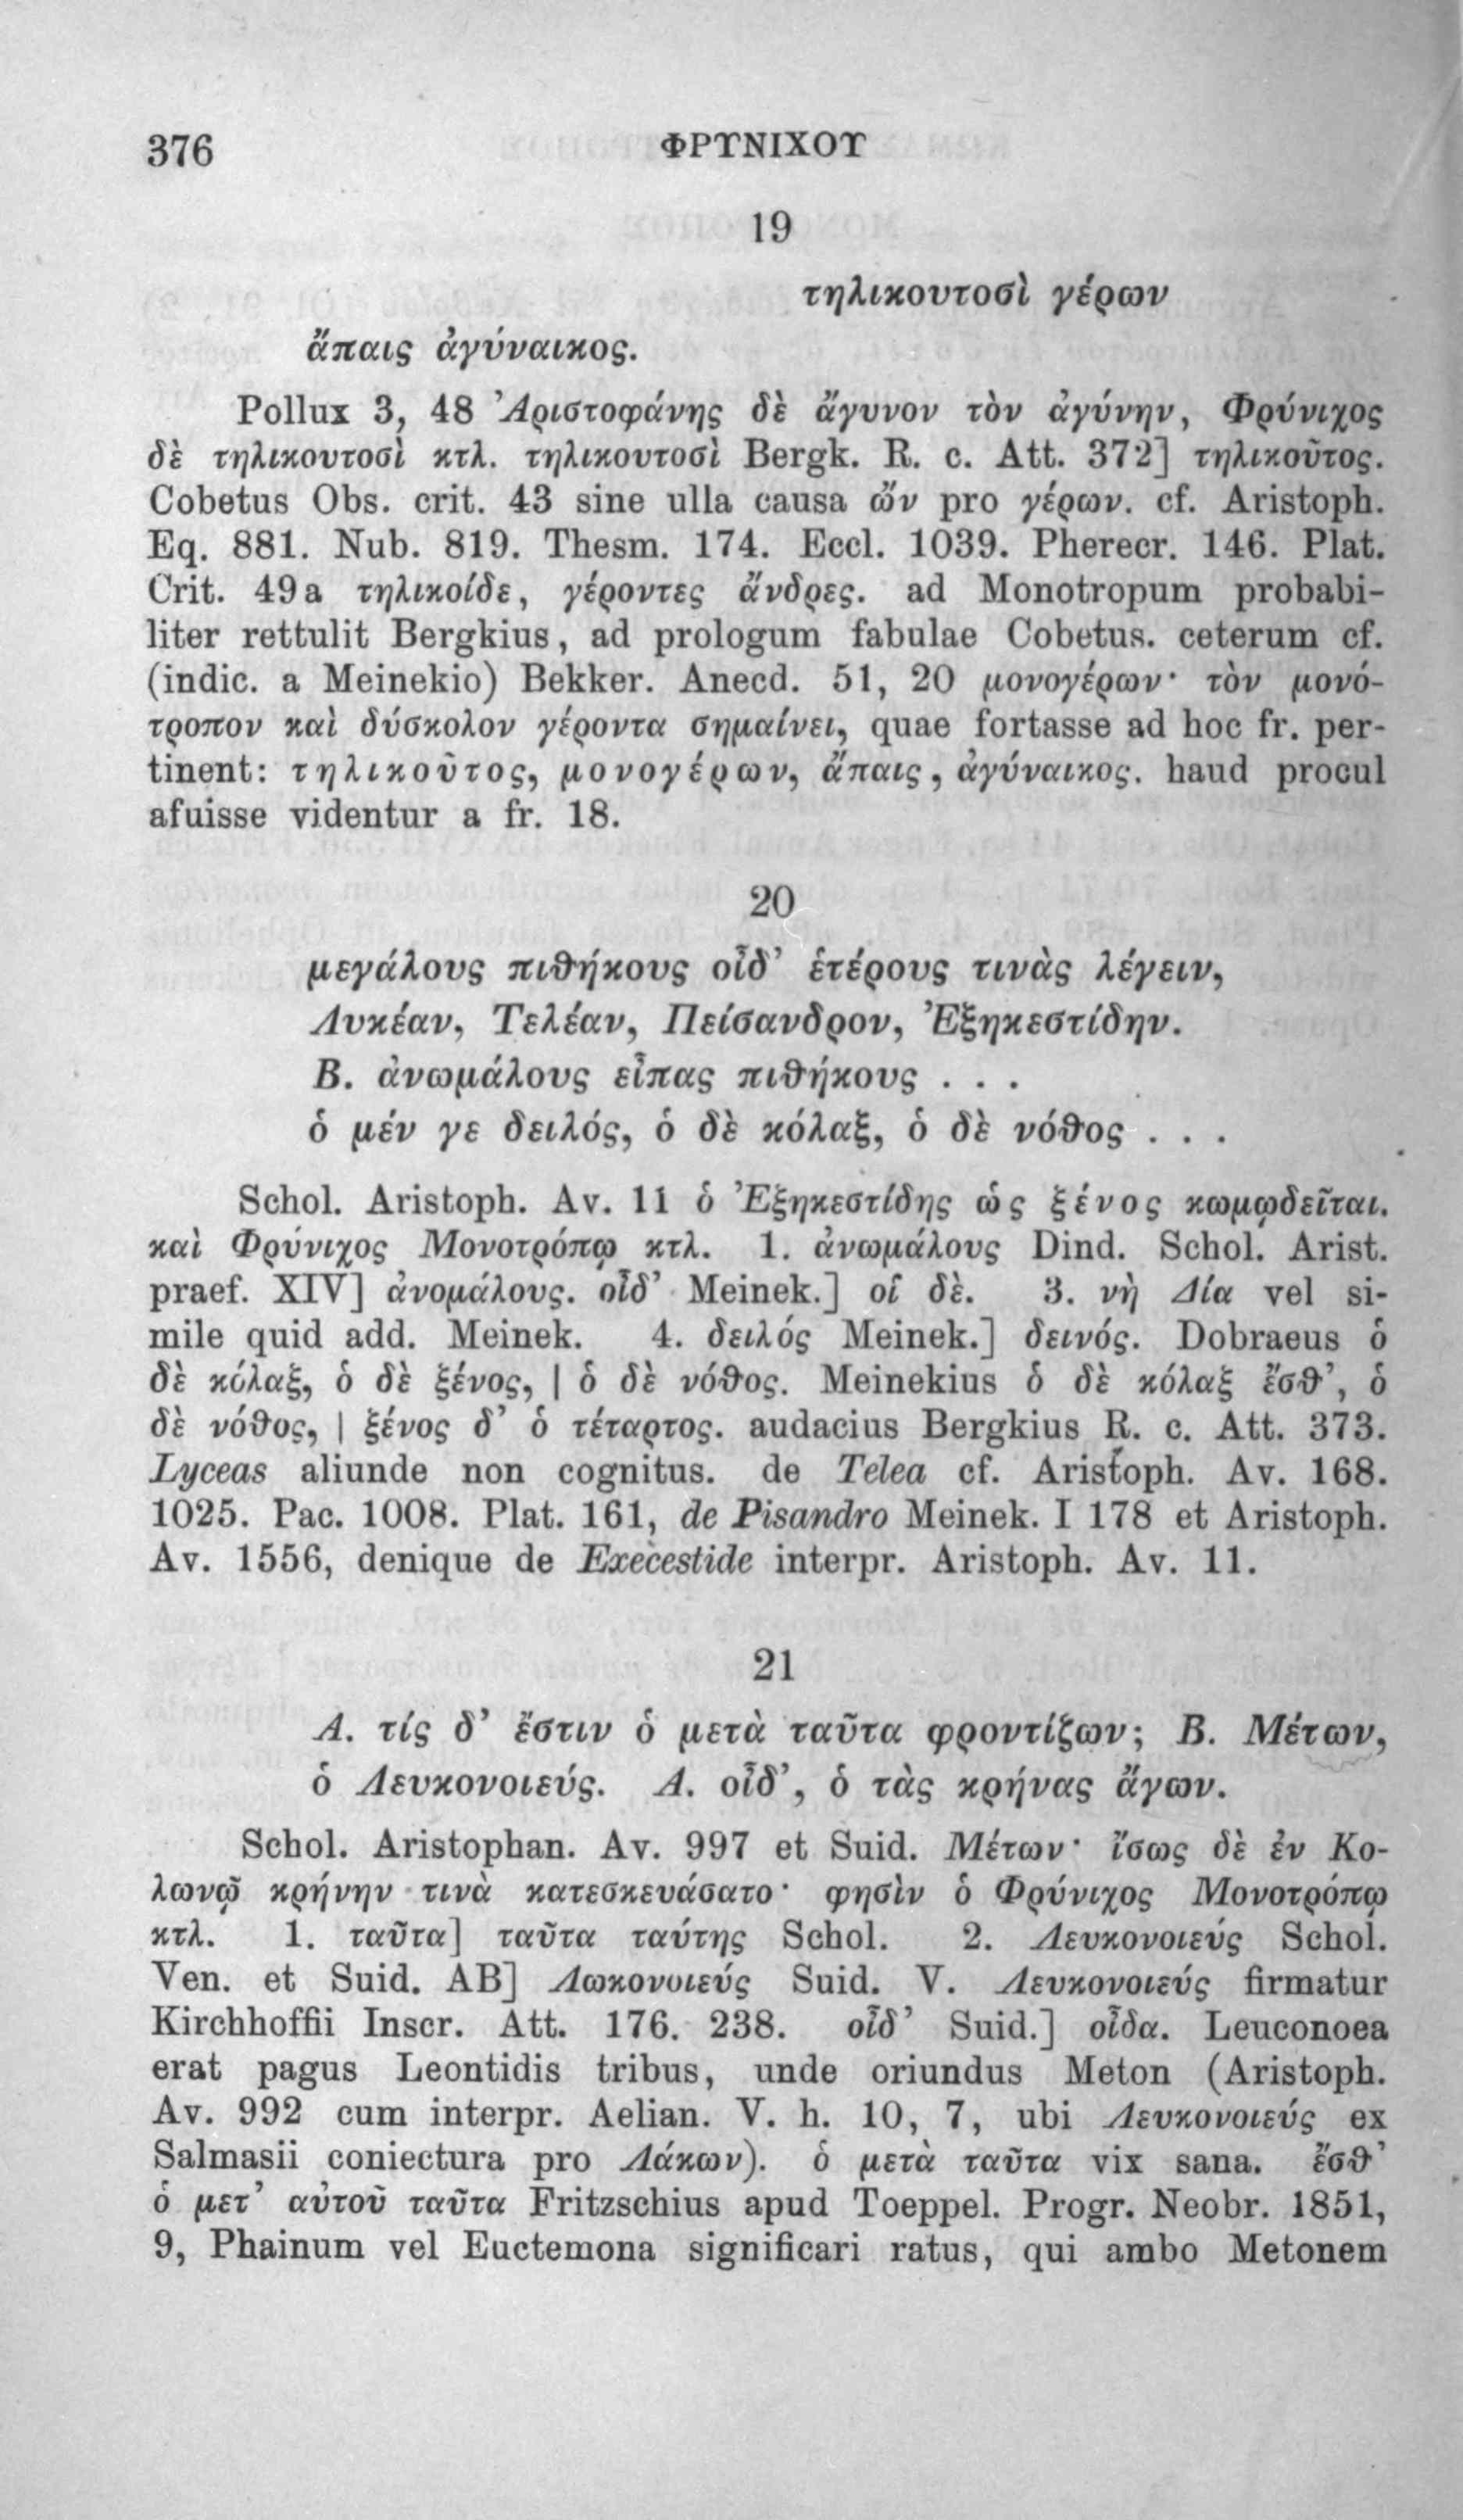 376
ΦΡΥΝΙΧΟΥ
19
τηλικουτοσὶ γέρων
ἄπαις ἀγύναικος.
Pollux 3, 48 Ἀριστοφάνης δὲ ἄγυνον τὸν ἀγύνην, Φρύνιχος
δὲ τηλικουτοσὶ κτλ. τηλικουτοσὶ Bergk. R. c. Att. 372] τηλικοῦτος.
Cobetus Obs. crit. 43 sine ulla causa ὤν pro γέρων. cf. Aristoph.
Eq. 881. Nub. 819. Thesm. 174. Eccl. 1039. Pherecr. 146. Plat.
Crit. 49a τηλικοίδε, γέροντες ἄνδρες. ad Monotropum probabi-
liter rettulit Bergkius, ad prologum fabulae Cobetus. ceterum cf.
(indic. a Meinekio) Bekker. Anecd. 51, 20 μονογέρων· τὸν μονό-
τροπον καὶ δύσκολον γέροντα σημαίνει, quae fortasse ad hoc fr. per-
tinent: τηλικοῦτος, μονογέρων, ἄπαις, ἀγύναικος. haud procul
afuisse videntur a fr. 18.
20
μεγάλους πιθήκους οἶδ’ ἑτέρους τινὰς λέγειν,
Λυκέαν, Τελέαν, Πείσανδρον, Ἐξηκεστίδην.
B. ἀνωμάλους εἶπας πιθήκους . . .
ὁ μέν γε δειλός, ὁ δὲ κόλαξ, ὁ δὲ νόθος . . .
Schol. Aristoph. Av. 11 ὁ Ἐξηκεστίδης ὡς ξένος κωμῳδεῖται.
καὶ Φρύνιχος Μονοτρόπῳ κτλ. 1. ἀνωμάλους Dind. Schol. Arist.
praef. XIV] ἀνομάλους. οἶδ’ Meinek.] οἱ δὲ. 3. νὴ Δία vel si-
mile quid add. Meinek. 4. δειλός Meinek.] δεινός. Dobraeus ὁ
δὲ κόλαξ, ὁ δὲ ξένος, | ὁ δὲ νόθος. Meinekius ὁ δὲ κόλαξ ἔσθ’, ὁ
δὲ νόθος, | ξένος δ’ ὁ τέταρτος. audacius Bergkius R. c. Att. 373.
Lyceas aliunde non cognitus. de Telea cf. Aristoph. Av. 168.
1025. Pac. 1008. Plat. 161, de Pisandro Meinek. I 178 et Aristoph.
Av. 1556, denique de Execestide interpr. Aristoph. Av. 11.
21
A. τίς δ’ ἔστιν ὁ μετὰ ταῦτα φροντίζων; B. Μέτων,
ὁ Λευκονοιεύς. A. οἶδ’, ὁ τὰς κρήνας ἄγων.
Schol. Aristophan. Av. 997 et Suid. Μέτων· ἴσως δὲ ἐν Κο-
λωνῷ κρήνην τινὰ κατεσκευάσατο· φησὶν ὁ Φρύνιχος Μονοτρόπῳ
κτλ. 1. ταῦτα] ταῦτα ταύτης Schol. 2. Λευκονοιεύς Schol.
Ven. et Suid. AB] Λωκονοιεύς Suid. V. Λευκονοιεύς firmatur
Kirchhoffii Inscr. Att. 176. 238. οἶδ’ Suid.] οἶδα. Leuconoea
erat pagus Leontidis tribus, unde oriundus Meton (Aristoph.
Av. 992 cum interpr. Aelian. V. h. 10, 7, ubi Λευκονοιεύς ex
Salmasii coniectura pro Λάκων). ὁ μετὰ ταῦτα vix sana. ἔσθ’
ὁ μετ’ αὐτοῦ ταῦτα Fritzschius apud Toeppel. Progr. Neobr. 1851,
9, Phainum vel Euctemona significari ratus, qui ambo Metonem